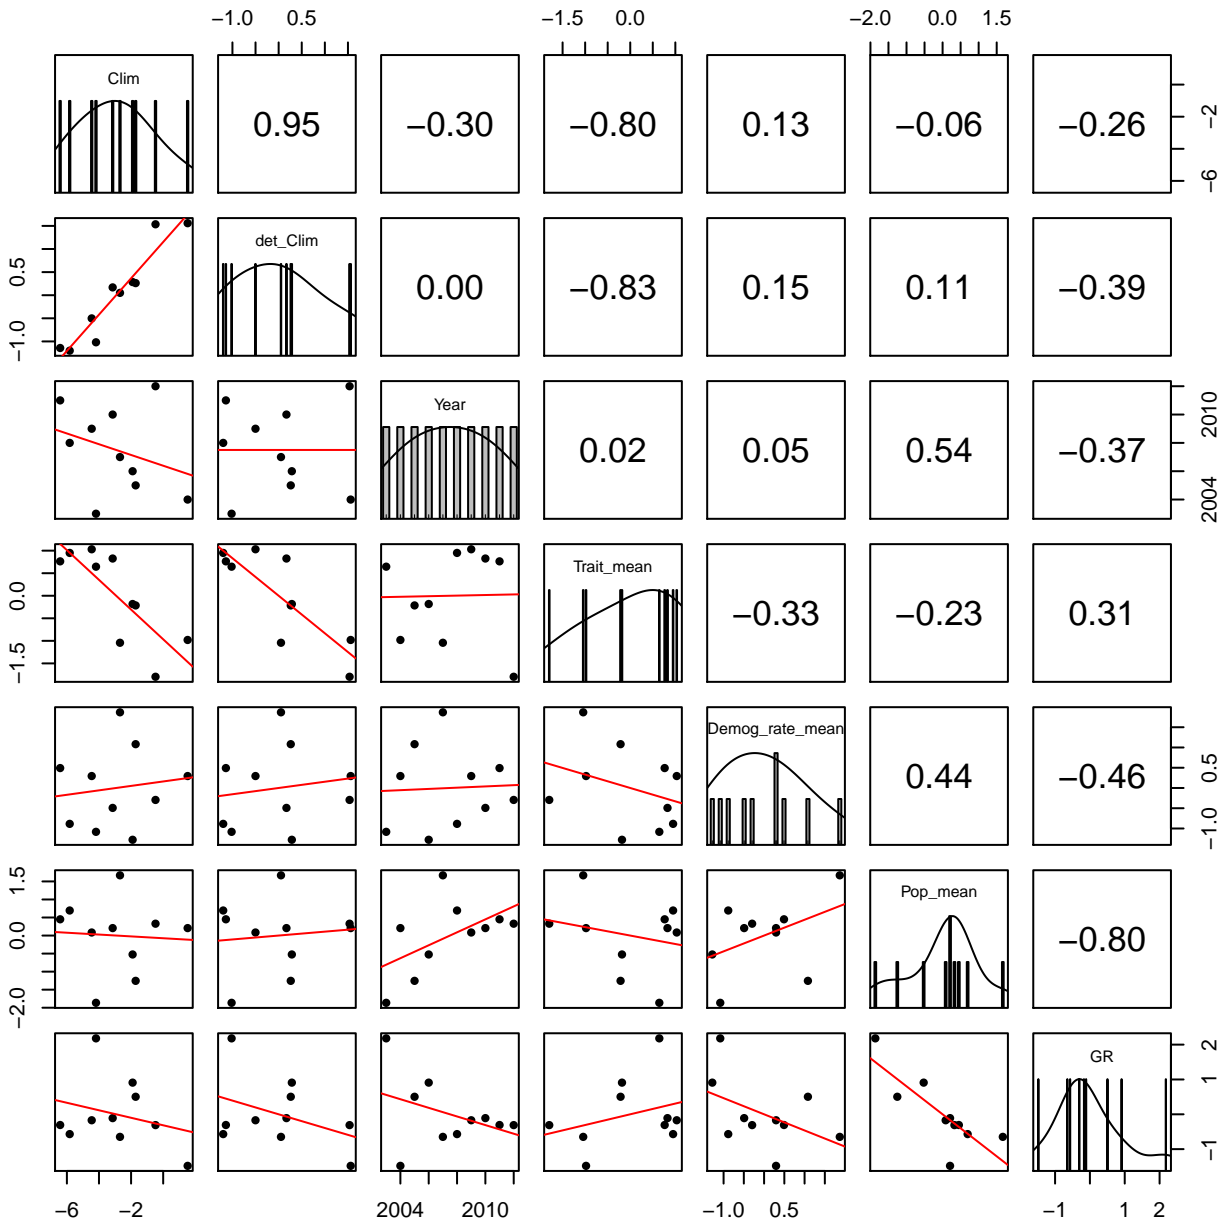 −1.0 0.5 −1.5 0.0 −2.0 0.0 1.5
Clim 0.95 −0.30 −0.80 0.13 −0.06 −0.26 −2 −6
0.5 −1.0 det_Clim 0.00 −0.83 0.15 0.11 −0.39
Year 0.02 0.05 0.54 −0.37 2010 2004
0.0 −1.5 Trait_mean −0.33 −0.23 0.31
Demog_rate_mean 0.44 −0.46 0.5 −1.0
1.5 0.0 −2.0 Pop_mean −0.80
GR 2 1 −1
−6 −2 2004 2010 −1.0 0.5 −1 1 2